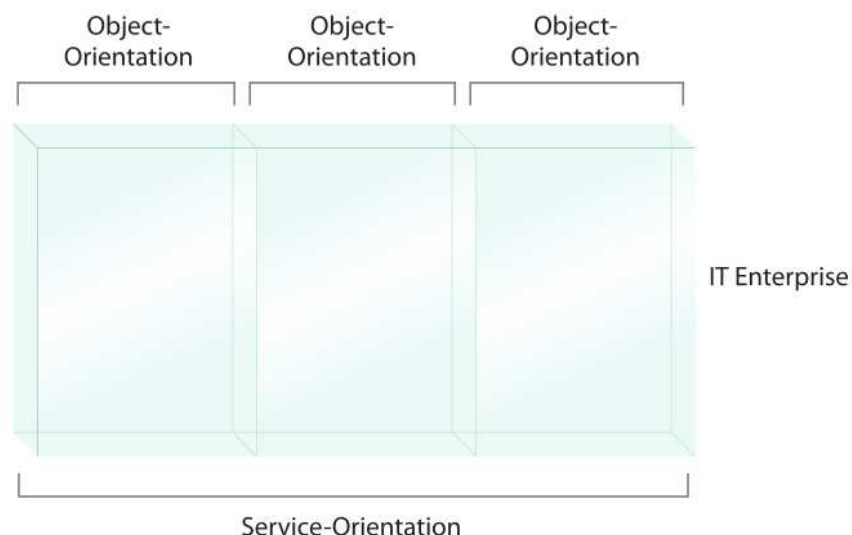 Object-
Orientation
Object-
Orientation
Object-
Orientation
IT Enterprise
Service-Orientation